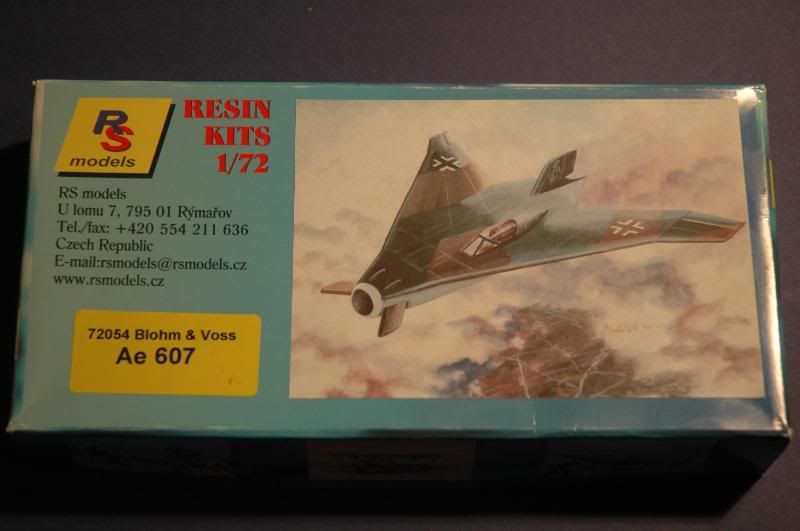 RS
models
RESIN
KITS
1/72
RS models
U lomu 7, 795 01 Rýmařov
Tel./fax: +420 554 211 636
Czech Republic
E-mail:rsmodels@rsmodels.cz
www.rsmodels.cz
72054 Blohm & Voss
Ae 607